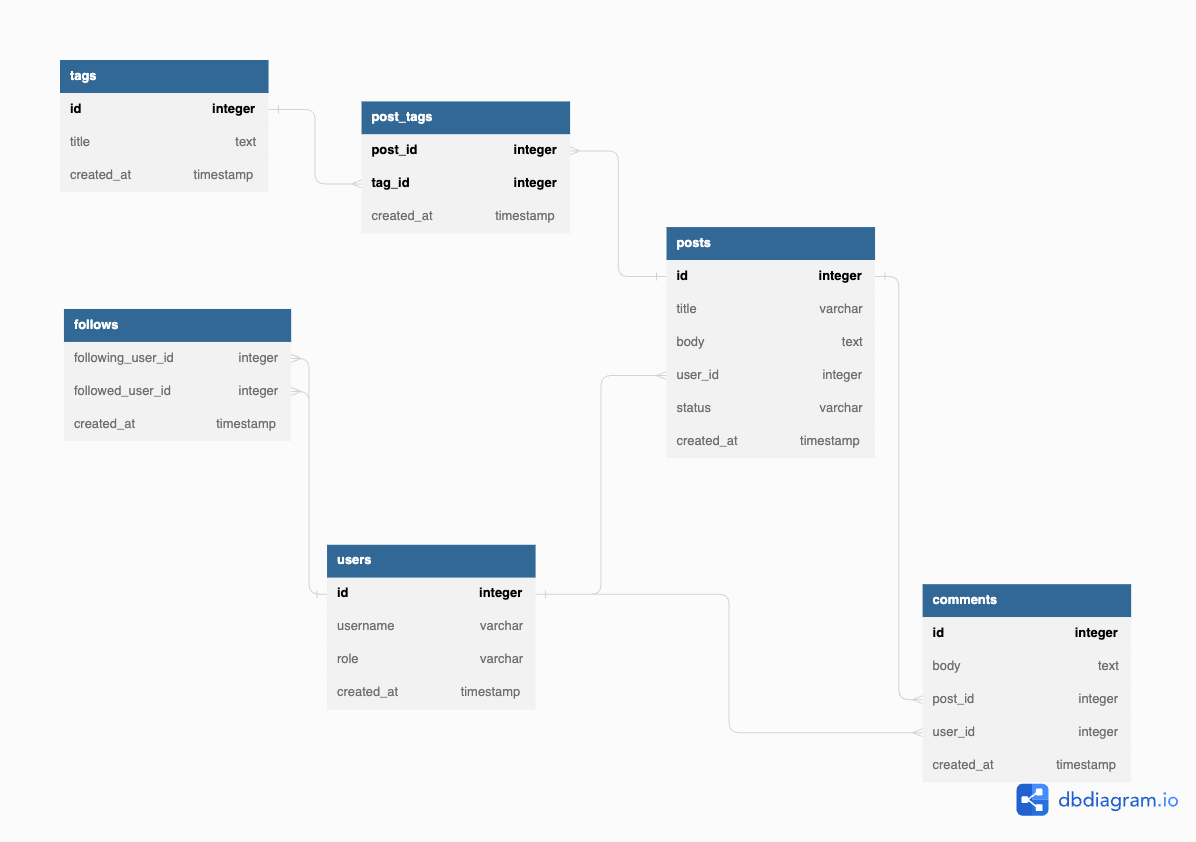 tags
id integer
title text
created_at timestamp
post_tags
post_id integer
tag_id integer
created_at timestamp
posts
id integer
title varchar
body text
user_id integer
status varchar
created_at timestamp
follows
following_user_id integer
followed_user_id integer
created_at timestamp
users
id integer
username varchar
role varchar
created_at timestamp
comments
id integer
body text
post_id integer
user_id integer
created_at timestamp
dbdiagram.io